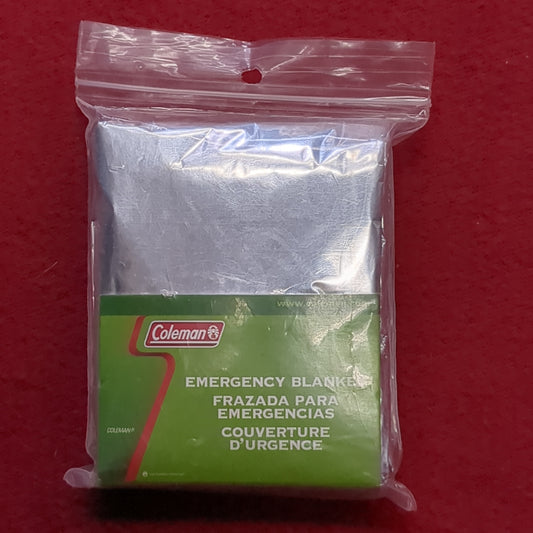 www.coleman.com
Coleman
EMERGENCY BLANKET
FRAZADA PARA
EMERGENCIAS
COUVERTURE
D'URGENCE
COLEMAN®